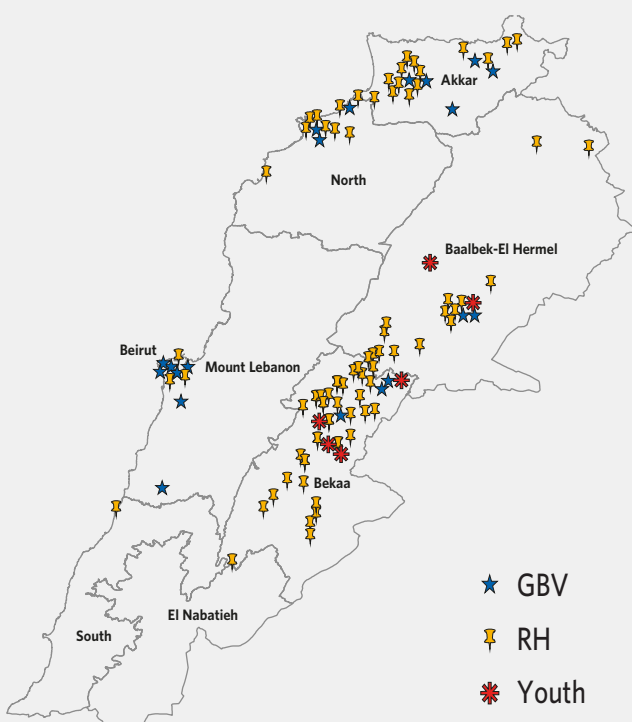 Akkar
North
Baalbek-El Hermel
Beirut
Mount Lebanon
Bekaa
GBV
El Nabatieh
South
RH
Youth